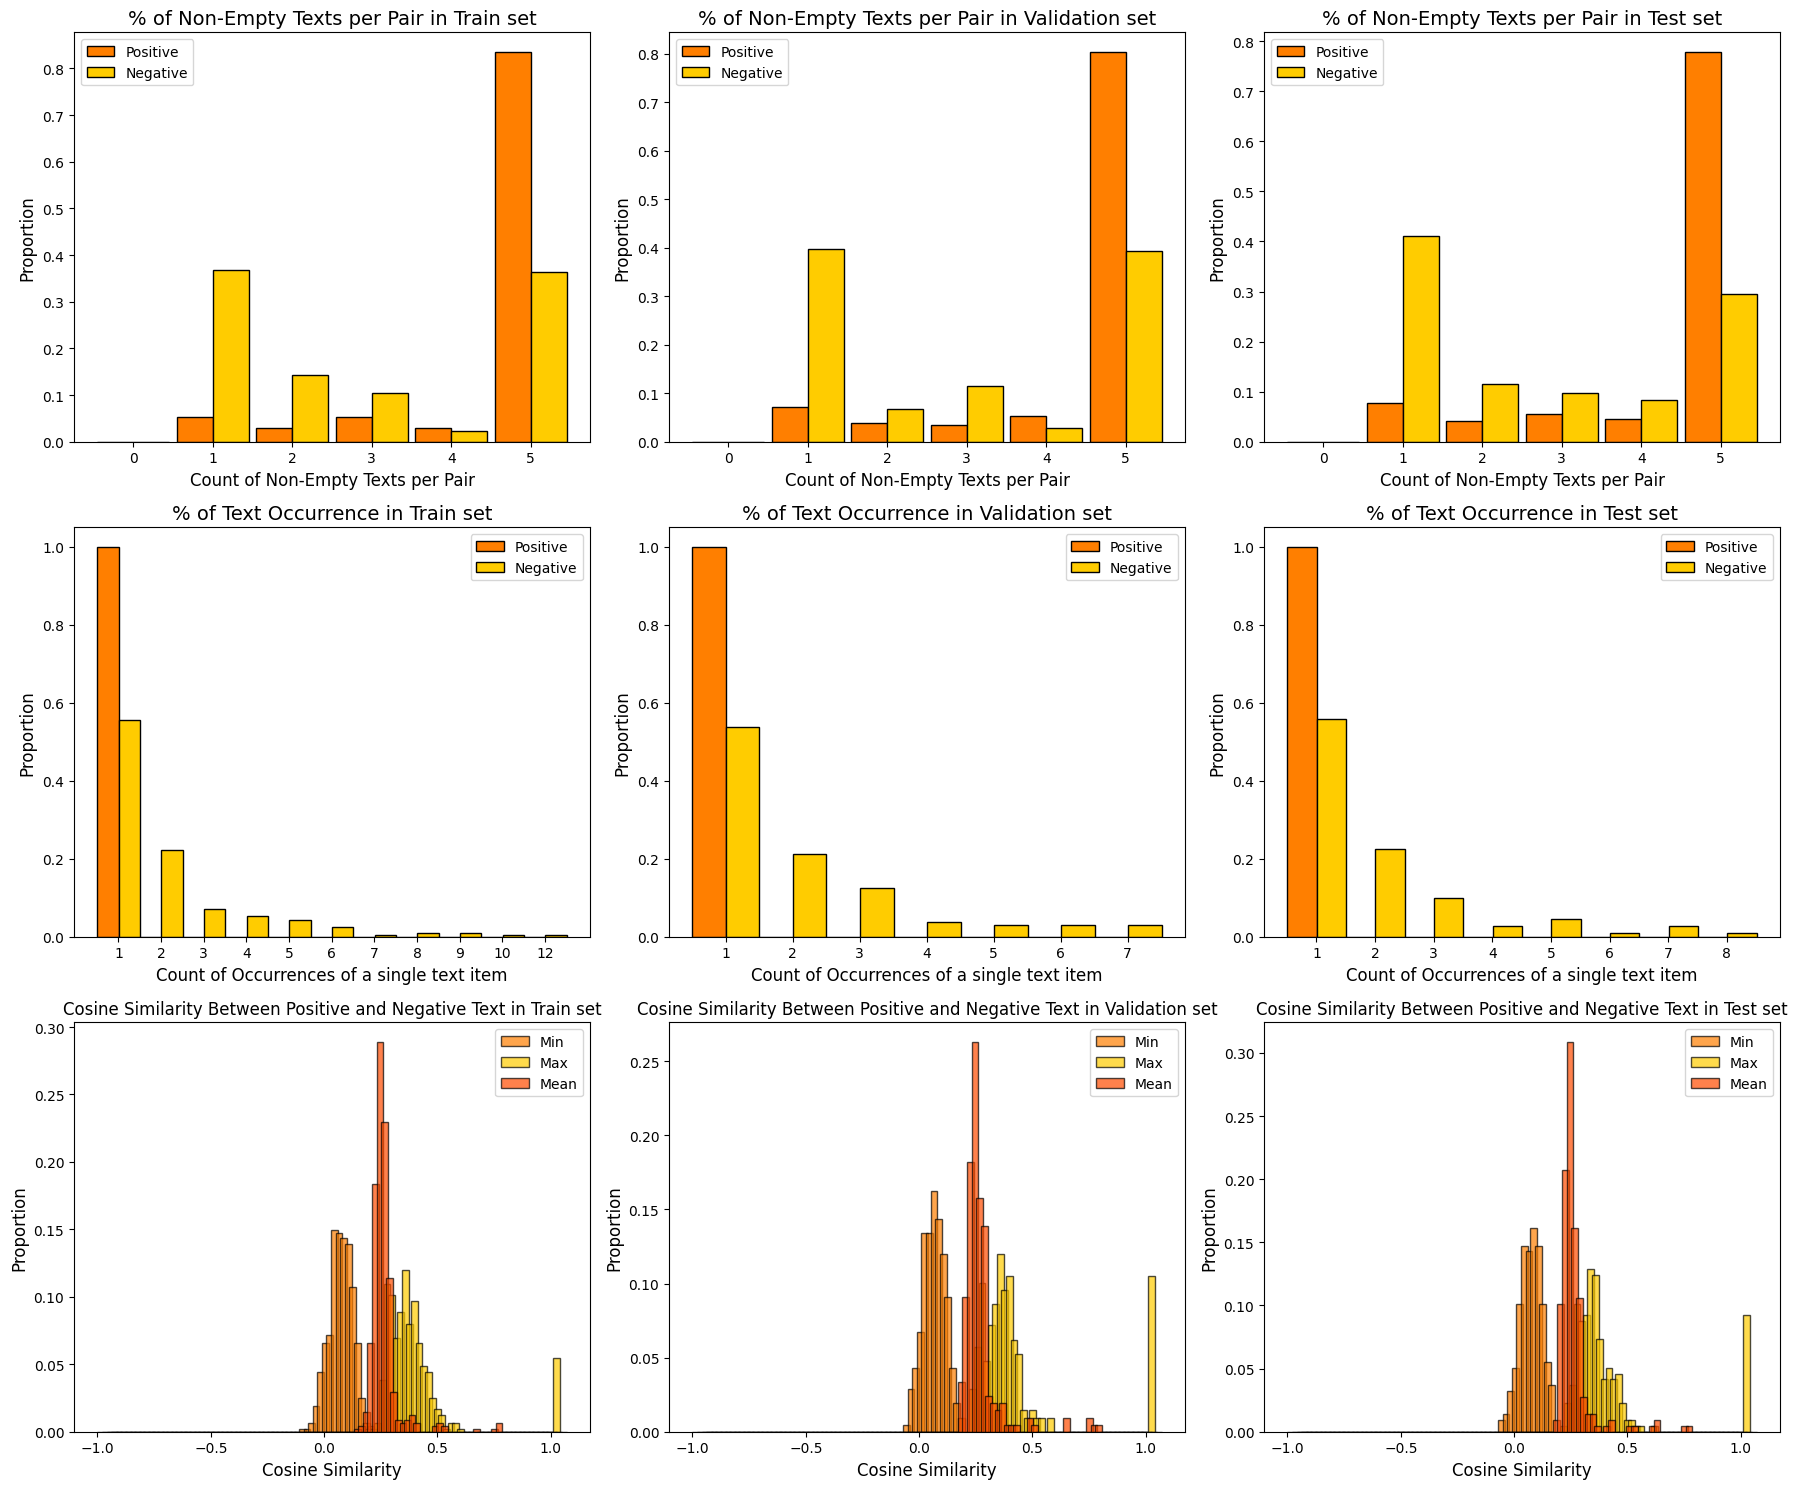 % of Non-Empty Texts per Pair in Train set
Positive
Negative
Proportion
0.8
0.7
0.6
0.5
0.4
0.3
0.2
0.1
0.0
0 1 2 3 4 5
Count of Non-Empty Texts per Pair
% of Non-Empty Texts per Pair in Validation set
Positive
Negative
Proportion
0.8
0.7
0.6
0.5
0.4
0.3
0.2
0.1
0.0
0 1 2 3 4 5
Count of Non-Empty Texts per Pair
% of Non-Empty Texts per Pair in Test set
Positive
Negative
Proportion
0.8
0.7
0.6
0.5
0.4
0.3
0.2
0.1
0.0
0 1 2 3 4 5
Count of Non-Empty Texts per Pair
% of Text Occurrence in Train set
Positive
Negative
Proportion
1.0
0.8
0.6
0.4
0.2
0.0
1 2 3 4 5 6 7 8 9 10 12
Count of Occurrences of a single text item
% of Text Occurrence in Validation set
Positive
Negative
Proportion
1.0
0.8
0.6
0.4
0.2
0.0
1 2 3 4 5 6 7
Count of Occurrences of a single text item
% of Text Occurrence in Test set
Positive
Negative
Proportion
1.0
0.8
0.6
0.4
0.2
0.0
1 2 3 4 5 6 7 8
Count of Occurrences of a single text item
Cosine Similarity Between Positive and Negative Text in Train set
Min
Max
Mean
Proportion
0.30
0.25
0.20
0.15
0.10
0.05
0.00
−1.0 −0.5 0.0 0.5 1.0
Cosine Similarity
Cosine Similarity Between Positive and Negative Text in Validation set
Min
Max
Mean
Proportion
0.25
0.20
0.15
0.10
0.05
0.00
−1.0 −0.5 0.0 0.5 1.0
Cosine Similarity
Cosine Similarity Between Positive and Negative Text in Test set
Min
Max
Mean
Proportion
0.30
0.25
0.20
0.15
0.10
0.05
0.00
−1.0 −0.5 0.0 0.5 1.0
Cosine Similarity